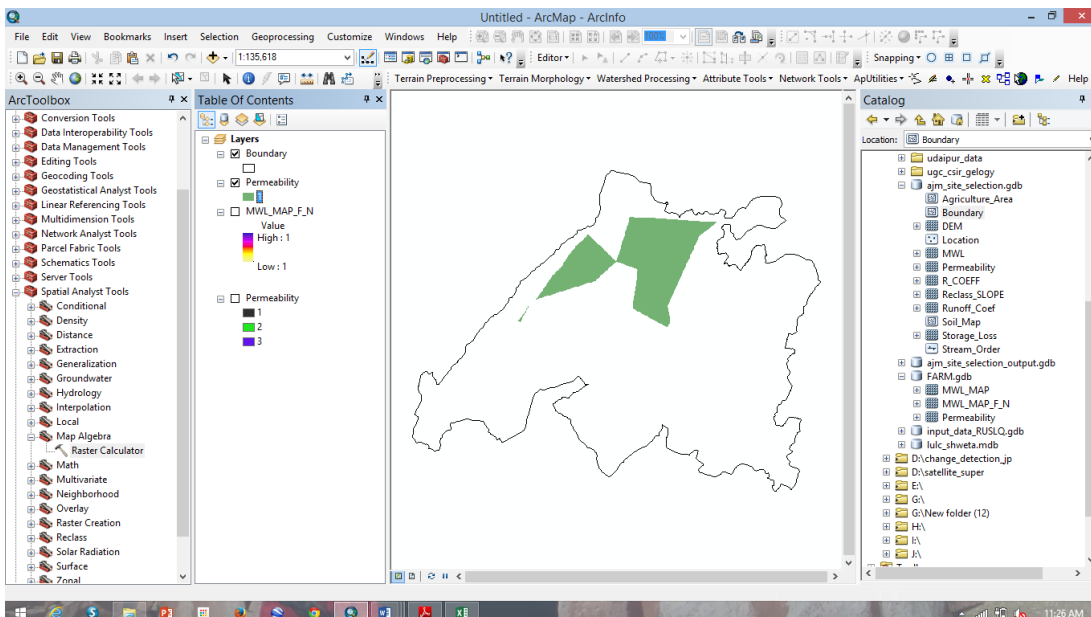 Untitled - ArcMap - ArcInfo
File Edit View Bookmarks Insert Selection Geoprocessing Customize Windows Help 100%
1:135,618 Editor Snapping
Terrain Preprocessing Terrain Morphology Watershed Processing Attribute Tools Network Tools ApUtilities Help
ArcToolbox
Conversion Tools
Data Interoperability Tools
Data Management Tools
Editing Tools
Geocoding Tools
Geostatistical Analyst Tools
Linear Referencing Tools
Multidimension Tools
Network Analyst Tools
Parcel Fabric Tools
Schematics Tools
Server Tools
Spatial Analyst Tools
Conditional
Density
Distance
Extraction
Generalization
Groundwater
Hydrology
Interpolation
Local
Map Algebra
Raster Calculator
Math
Multivariate
Neighborhood
Overlay
Raster Creation
Reclass
Solar Radiation
Surface
Zonal
Table Of Contents
Layers
Boundary
Permeability
MWL_MAP_F_N
Value
High : 1
Low : 1
Permeability
1
2
3
Catalog
Location: Boundary
udaipur_data
ugc_csir_gelogy
ajm_site_selection.gdb
Agriculture_Area
Boundary
DEM
Location
MWL
Permeability
R_COEFF
Reclass_SLOPE
Runoff_Coef
Soil_Map
Storage_Loss
Stream_Order
ajm_site_selection_output.gdb
FARM.gdb
MWL_MAP
MWL_MAP_F_N
Permeability
input_data_RUSLQ.gdb
lulc_shweta.mdb
D:\change_detection_jp
D:\satellite_super
E:\
G:\
G:\New folder (12)
H:\
I:\
J:\
11:26 AM